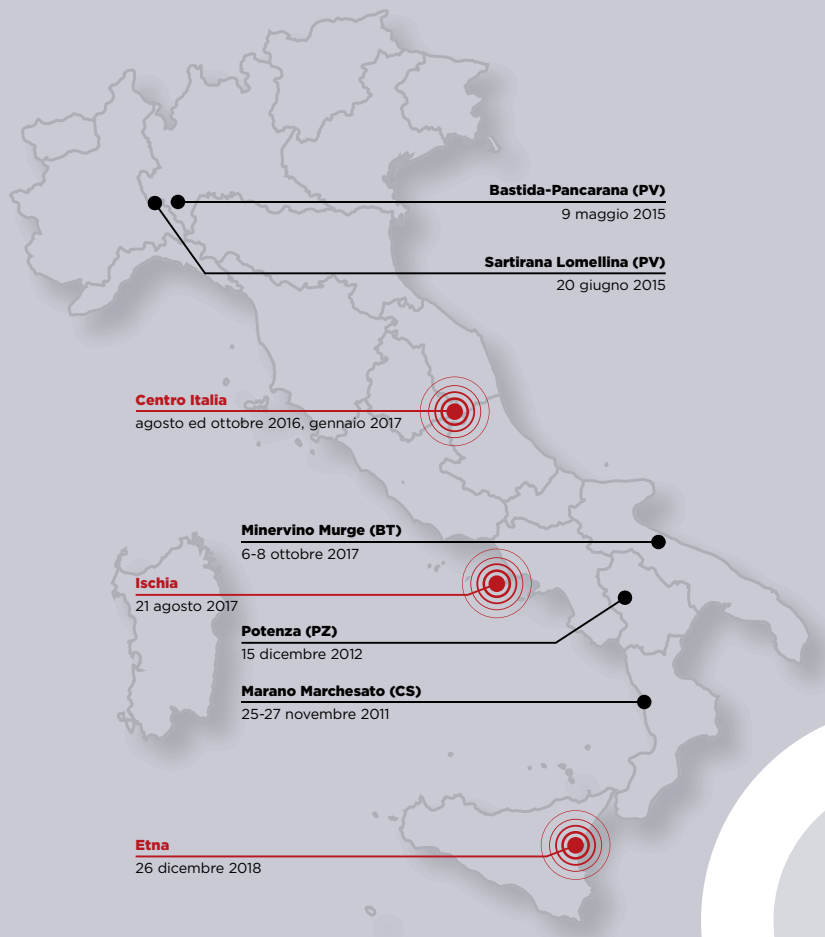 Bastida-Pancarana (PV)
9 maggio 2015
Sartirana Lomellina (PV)
20 giugno 2015
Centro Italia
agosto ed ottobre 2016, gennaio 2017
Minervino Murge (BT)
6-8 ottobre 2017
Ischia
21 agosto 2017
Potenza (PZ)
15 dicembre 2012
Marano Marchesato (CS)
25-27 novembre 2011
Etna
26 dicembre 2018